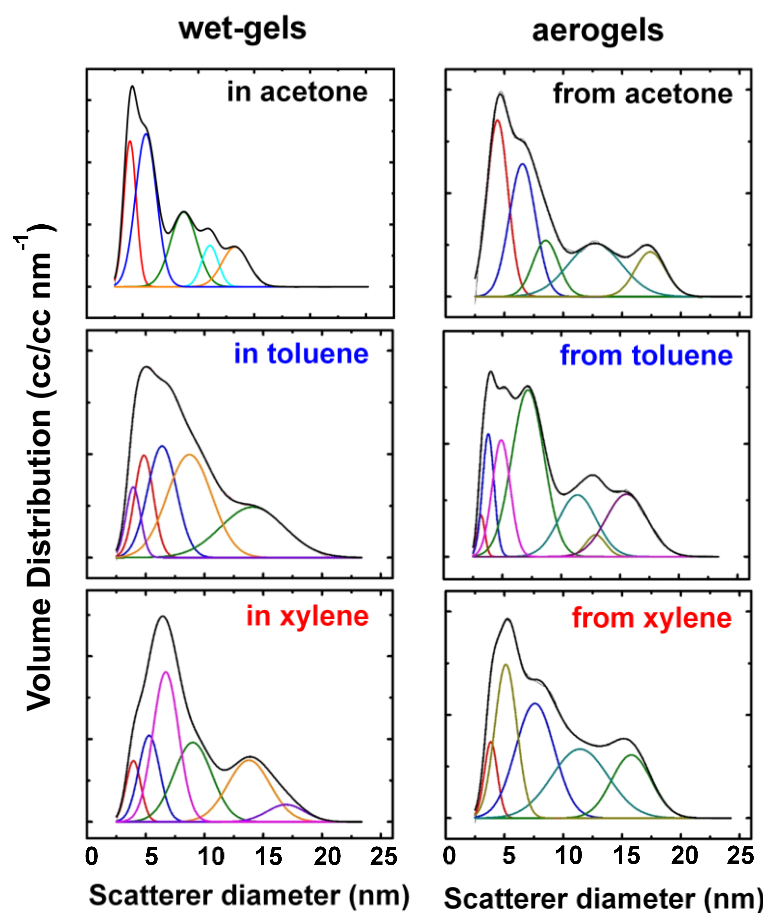 wet-gels
aerogels
in acetone
from acetone
in toluene
from toluene
in xylene
from xylene
Volume Distribution (cc/cc nm⁻¹)
0 5 10 15 20 25
0 5 10 15 20 25
Scatterer diameter (nm)
Scatterer diameter (nm)